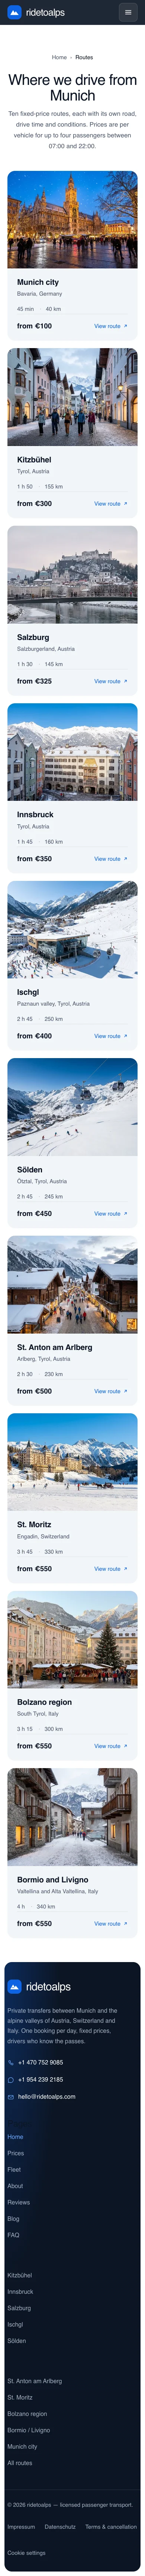 ridetoalps
Home • Routes
Where we drive from
Munich
Ten fixed-price routes, each with its own road,
drive time and conditions. Prices are per
vehicle for up to four passengers between
07:00 and 22:00.
Munich city
Bavaria, Germany
45 min · 40 km
from €100 View route ↗
Kitzbühel
Tyrol, Austria
1 h 50 · 155 km
from €300 View route ↗
Salzburg
Salzburgerland, Austria
1 h 30 · 145 km
from €325 View route ↗
Innsbruck
Tyrol, Austria
1 h 45 · 160 km
from €350 View route ↗
Ischgl
Paznaun valley, Tyrol, Austria
2 h 45 · 250 km
from €400 View route ↗
Sölden
Ötztal, Tyrol, Austria
2 h 45 · 245 km
from €450 View route ↗
St. Anton am Arlberg
Arlberg, Tyrol, Austria
2 h 30 · 230 km
from €500 View route ↗
St. Moritz
Engadin, Switzerland
3 h 45 · 330 km
from €550 View route ↗
Bolzano region
South Tyrol, Italy
3 h 15 · 300 km
from €550 View route ↗
Bormio and Livigno
Valtellina and Alta Valtellina, Italy
4 h · 340 km
from €550 View route ↗
ridetoalps
Private transfers between Munich and the
alpine valleys of Austria, Switzerland and
Italy. One booking per day, fixed prices,
drivers who know the passes.
+1 470 752 9085
+1 954 239 2185
hello@ridetoalps.com
Home
Prices
Fleet
About
Reviews
Blog
FAQ
Kitzbühel
Innsbruck
Salzburg
Ischgl
Sölden
St. Anton am Arlberg
St. Moritz
Bolzano region
Bormio / Livigno
Munich city
All routes
© 2026 ridetoalps — licensed passenger transport.
Impressum Datenschutz Terms & cancellation
Cookie settings